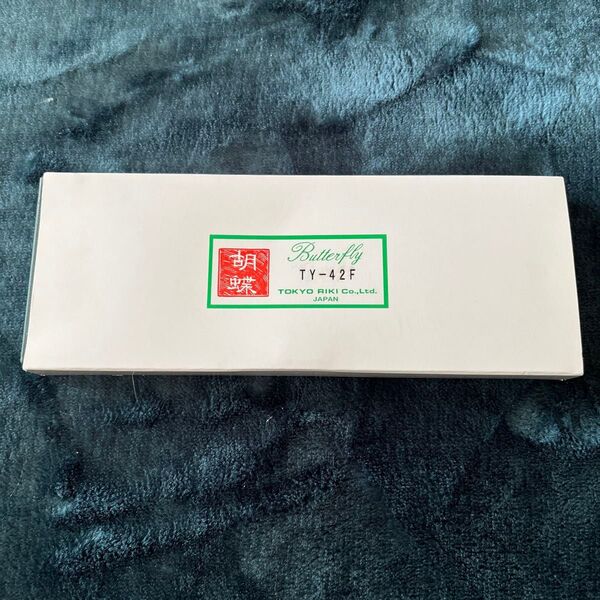 胡蝶
Butterfly
TY-42F
TOKYO RIKI Co.,Ltd.
JAPAN